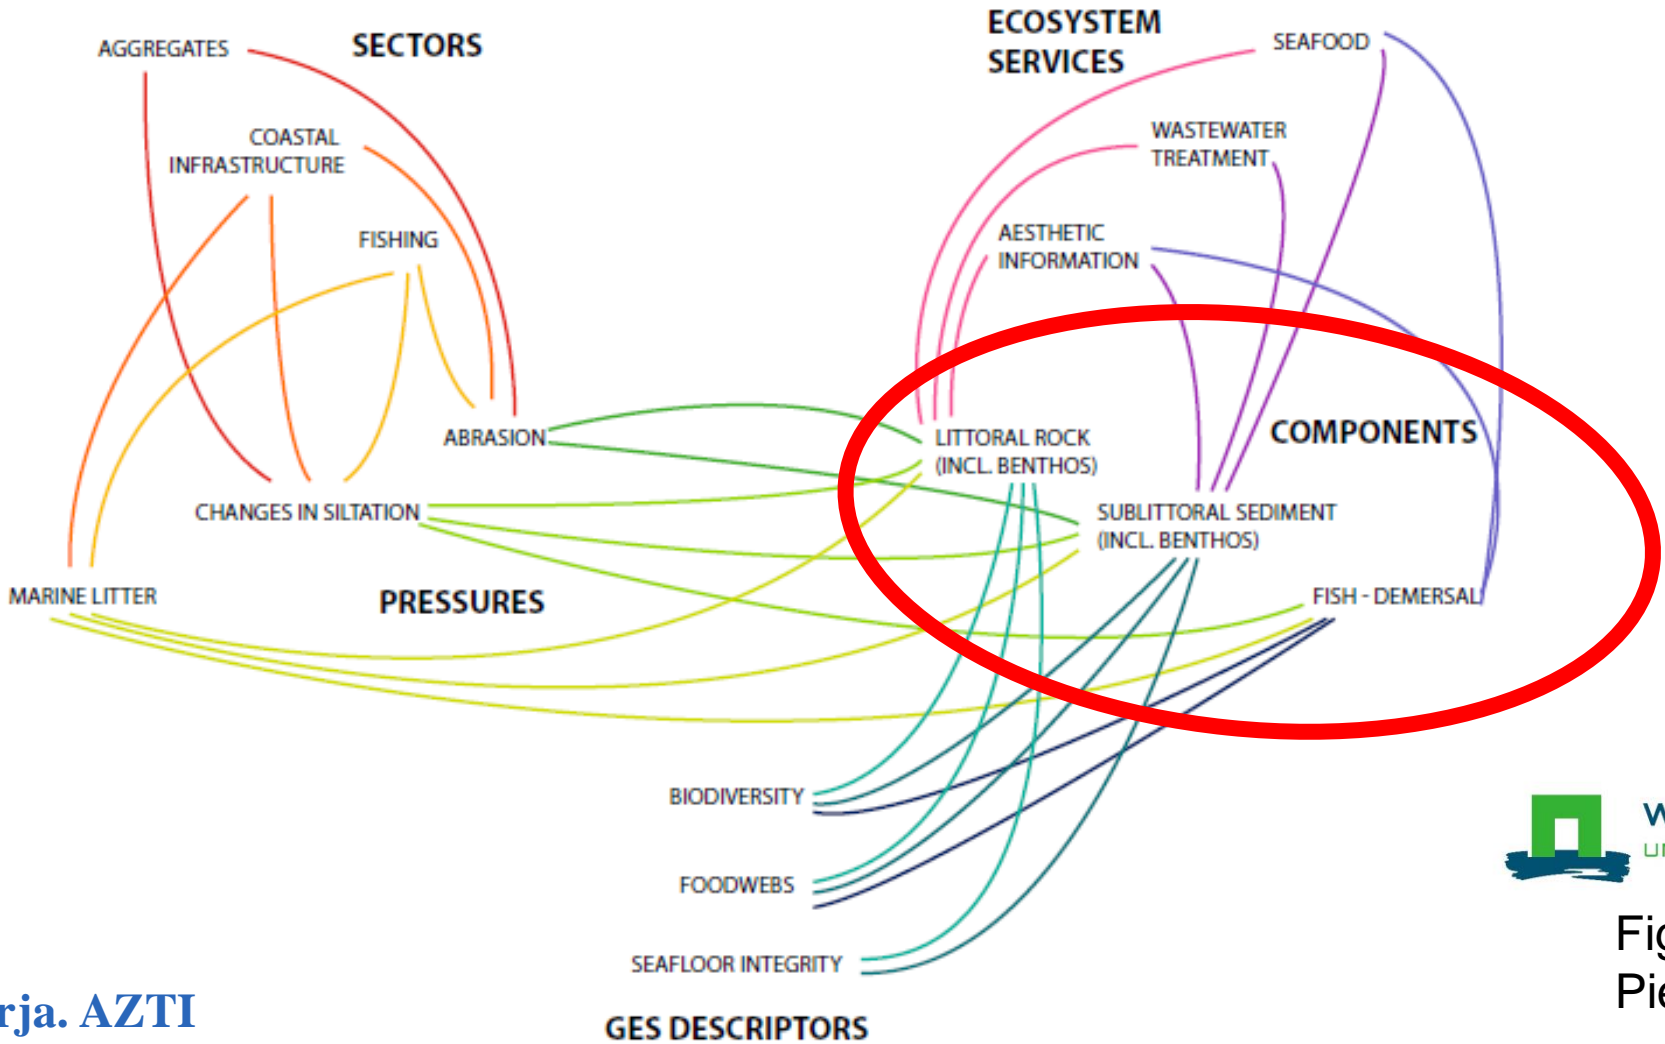 SECTORS
AGGREGATES
COASTAL
INFRASTRUCTURE
FISHING
ABRASION
CHANGES IN SILTATION
MARINE LITTER
PRESSURES
ECOSYSTEM
SERVICES
SEAFOOD
WASTEWATER
TREATMENT
AESTHETIC
INFORMATION
COMPONENTS
LITTORAL ROCK
(INCL. BENTHOS)
SUBLITTORAL SEDIMENT
(INCL. BENTHOS)
FISH - DEMERSAL
BIODIVERSITY
FOODWEBS
SEAFLOOR INTEGRITY
GES DESCRIPTORS
rja. AZTI